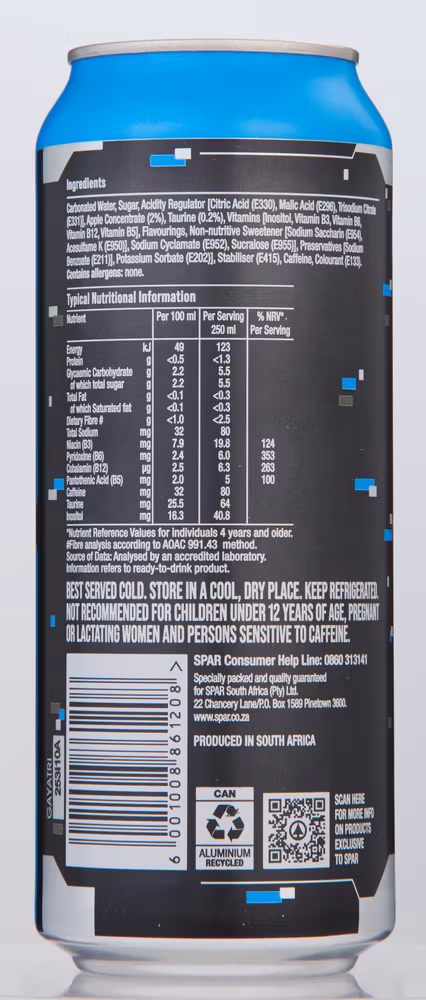 Ingredients
Carbonated Water, Sugar, Acidity Regulator [Citric Acid (E330), Malic Acid (E296), Trisodium Citrate
(E331)], Apple Concentrate (2%), Taurine (0.2%), Vitamins [Inositol, Vitamin B3, Vitamin B6,
Vitamin B12, Vitamin B5], Flavourings, Non-nutritive Sweetener [Sodium Saccharin (E954),
Acesulfame K (E950)], Sodium Cyclamate (E952), Sucralose (E955)], Preservatives [Sodium
Benzoate (E211)], Potassium Sorbate (E202)], Stabiliser (E415), Caffeine, Colourant (E133).
Contains allergens: none.
Typical Nutritional Information
Nutrient Per 100 ml Per Serving 250 ml % NRV*. Per Serving
Energy kJ 49 123
Protein g <0.5 <1.3
Glycaemic Carbohydrate g 2.2 5.5
of which total sugar g 2.2 5.5
Total Fat g <0.1 <0.3
of which Saturated fat g <0.1 <0.3
Dietary Fibre # g <1.0 <2.5
Total Sodium mg 32 80
Niacin (B3) mg 7.9 19.8 124
Pyridoxine (B6) mg 2.4 6.0 353
Cobalamin (B12) µg 2.5 6.3 263
Pantothenic Acid (B5) mg 2.0 5 100
Caffeine mg 32 80
Taurine mg 25.5 64
Inositol mg 16.3 40.8
*Nutrient Reference Values for individuals 4 years and older.
#Fibre analysis according to AOAC 991.43 method.
Source of Data: Analysed by an accredited laboratory.
Information refers to ready-to-drink product.
BEST SERVED COLD. STORE IN A COOL, DRY PLACE. KEEP REFRIGERATED.
NOT RECOMMENDED FOR CHILDREN UNDER 12 YEARS OF AGE, PREGNANT
OR LACTATING WOMEN AND PERSONS SENSITIVE TO CAFFEINE.
SPAR Consumer Help Line: 0860 313141
Specially packed and quality guaranteed
for SPAR South Africa (Pty) Ltd.
22 Chancery Lane/P.O. Box 1589 Pinetown 3600.
www.spar.co.za
PRODUCED IN SOUTH AFRICA
6 001008 861208 >
GAYATRI
253110A
CAN
ALUMINIUM
RECYCLED
SCAN HERE
FOR MORE INFO
ON PRODUCTS
EXCLUSIVE
TO SPAR